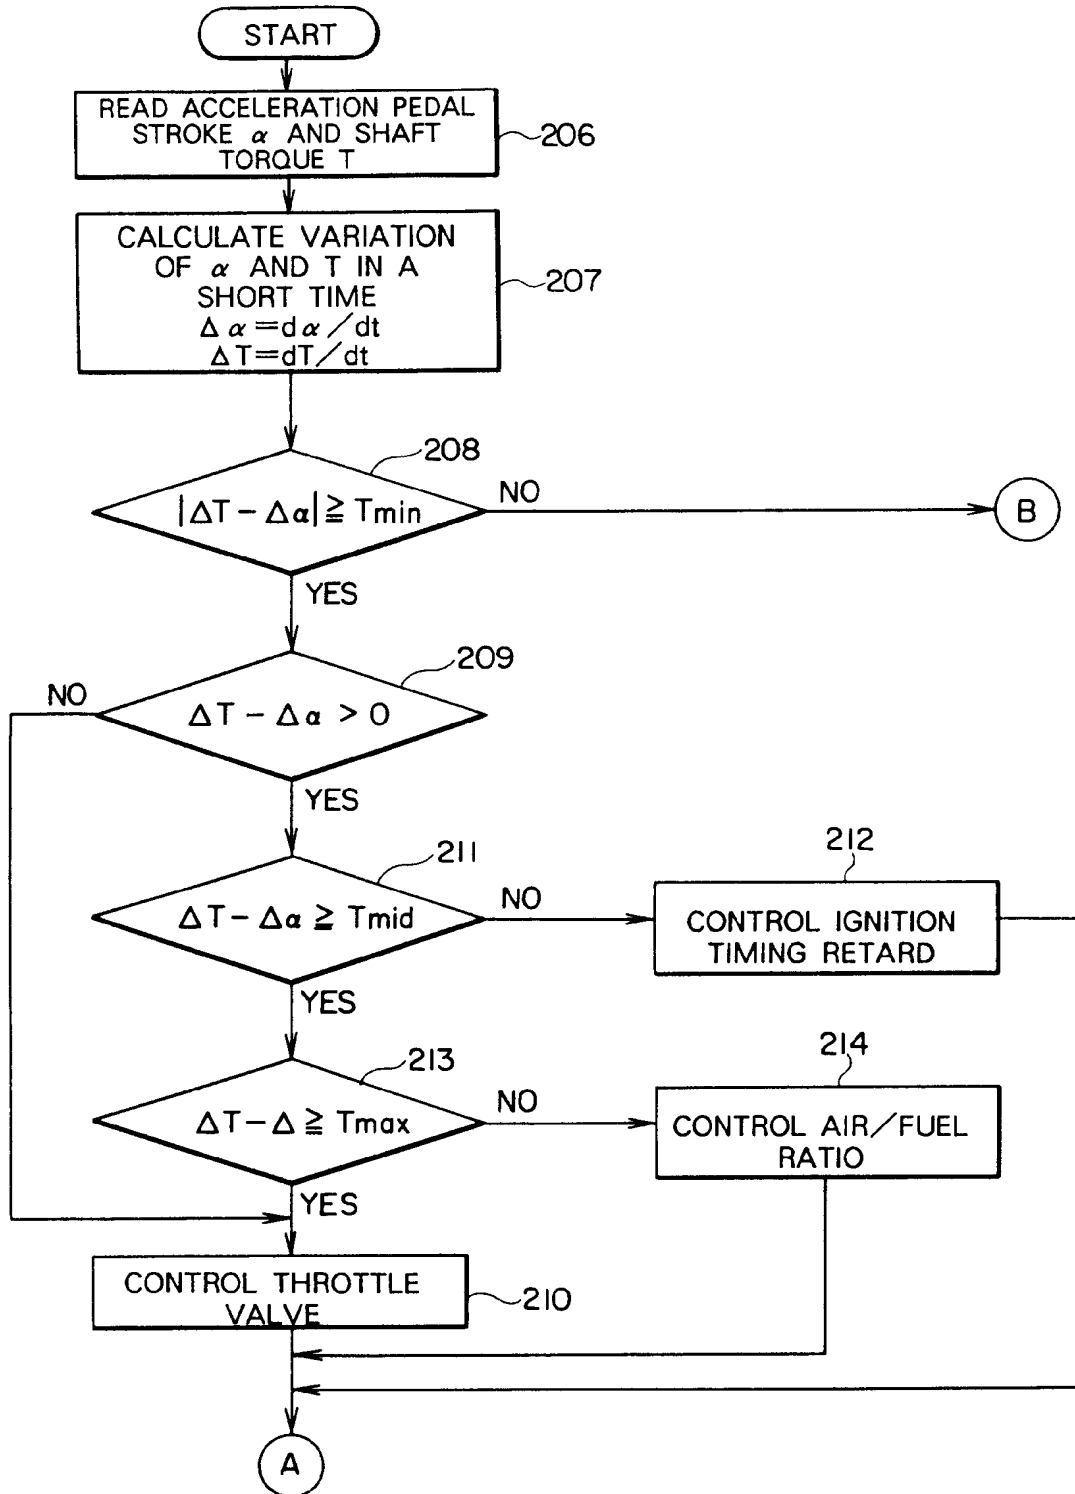 START
READ ACCELERATION PEDAL
STROKE α AND SHAFT
TORQUE T
206
CALCULATE VARIATION
OF α AND T IN A
SHORT TIME
Δα=dα/dt
ΔT=dT/dt
207
208
|ΔT-Δα|≧Tmin
NO
B
YES
209
NO
ΔT-Δα>0
YES
211
ΔT-Δα≧Tmid
NO
212
CONTROL IGNITION
TIMING RETARD
YES
213
ΔT-Δ≧Tmax
NO
214
CONTROL AIR/FUEL
RATIO
YES
CONTROL THROTTLE
VALVE
210
A